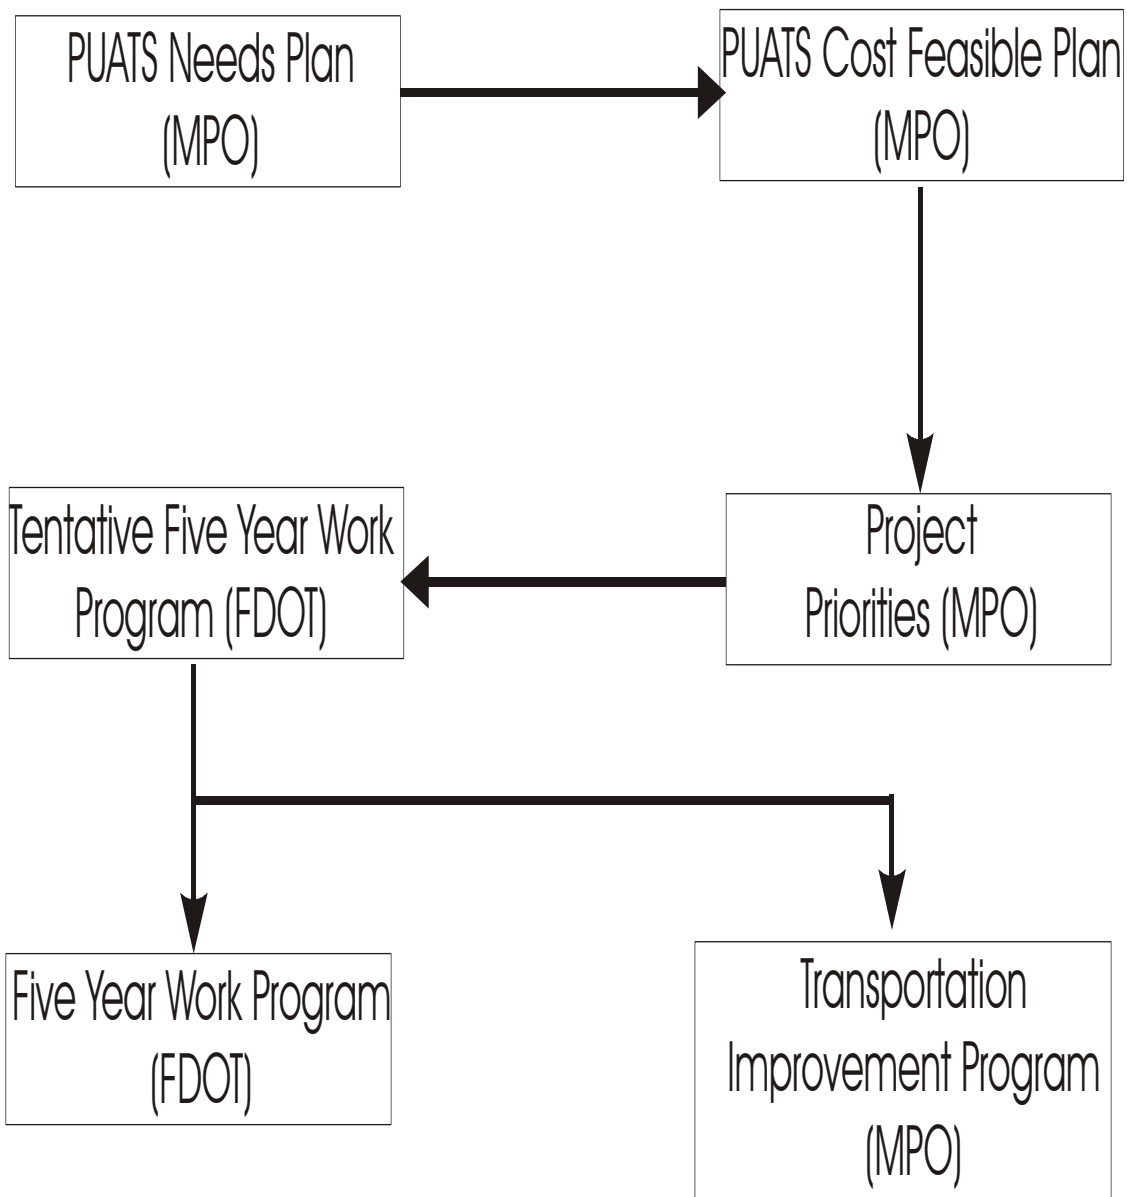 PUATS Needs Plan
(MPO)
PUATS Cost Feasible Plan
(MPO)
Tentative Five Year Work
Program (FDOT)
Project
Priorities (MPO)
Five Year Work Program
(FDOT)
Transportation
Improvement Program
(MPO)